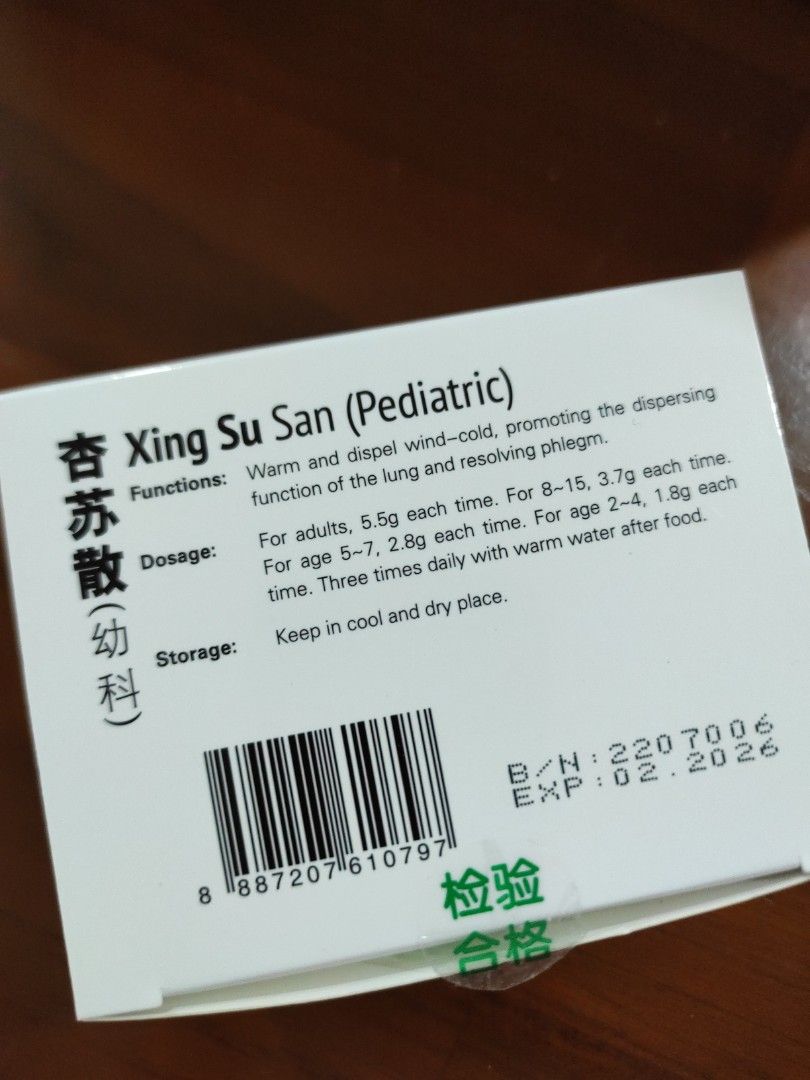 杏苏散(幼科)
Xing Su San (Pediatric)
Functions: Warm and dispel wind-cold, promoting the dispersing
function of the lung and resolving phlegm.
Dosage: For adults, 5.5g each time. For 8~15, 3.7g each time.
For age 5~7, 2.8g each time. For age 2~4, 1.8g each
time. Three times daily with warm water after food.
Storage: Keep in cool and dry place.
B/N:2207006
EXP:02.2026
8 887207 610797
检验
合格